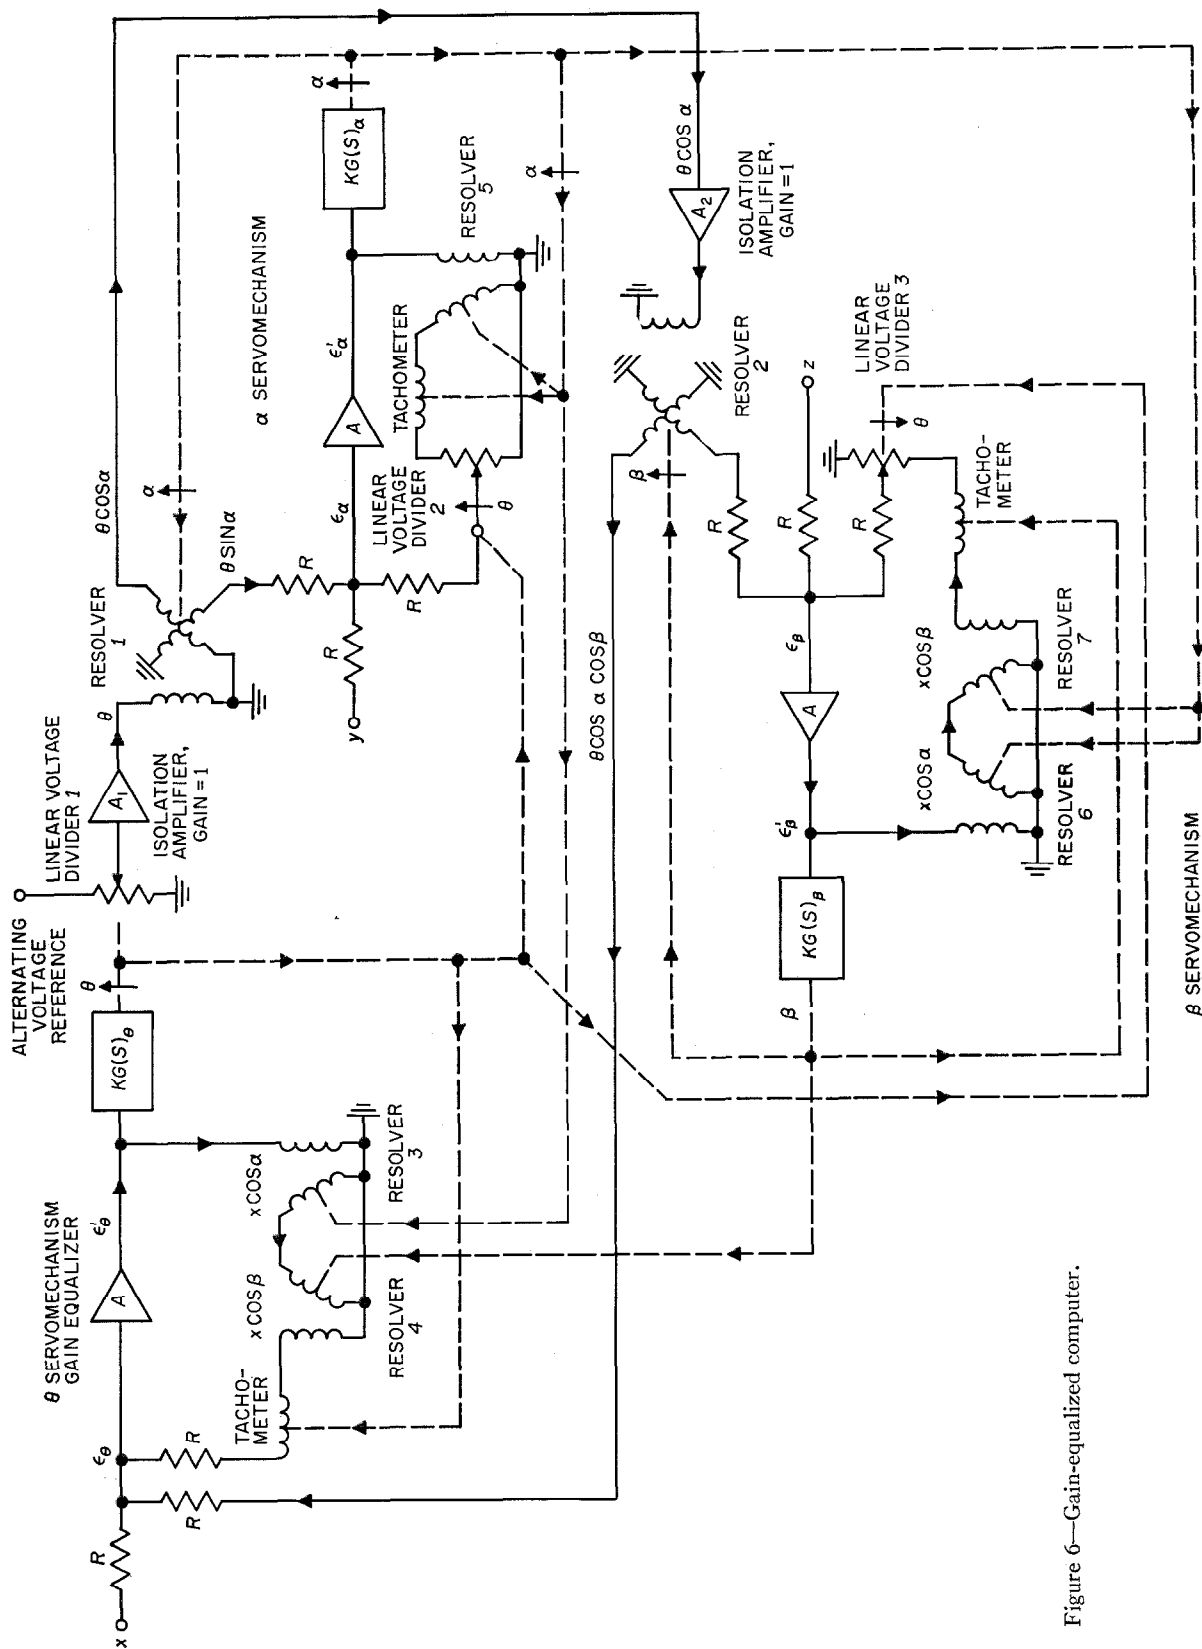 ALTERNATING
VOLTAGE
REFERENCE
LINEAR VOLTAGE
DIVIDER 1
x
R
R
R
ϵθ
θ SERVOMECHANISM
GAIN EQUALIZER
A
ϵ'θ
KG(S)θ
θ
TACHO-
METER
x COS β
x COS α
RESOLVER
4
RESOLVER
3
A1
ISOLATION
AMPLIFIER,
GAIN = 1
θ
RESOLVER
1
θ COS α
α
θ SIN α
R
y
R
R
ϵα
A
ϵ'α
α SERVOMECHANISM
KG(S)α
α
LINEAR
VOLTAGE
DIVIDER
2
θ
TACHOMETER
RESOLVER
5
α
θ COS α
A2
ISOLATION
AMPLIFIER,
GAIN = 1
RESOLVER
2
β
θ COS α COS β
R
R
R
z
LINEAR
VOLTAGE
DIVIDER 3
θ
TACHO-
METER
ϵβ
A
ϵ'β
KG(S)β
β
x COS α
x COS β
RESOLVER
6
RESOLVER
7
β SERVOMECHANISM
Figure 6—Gain-equalized computer.